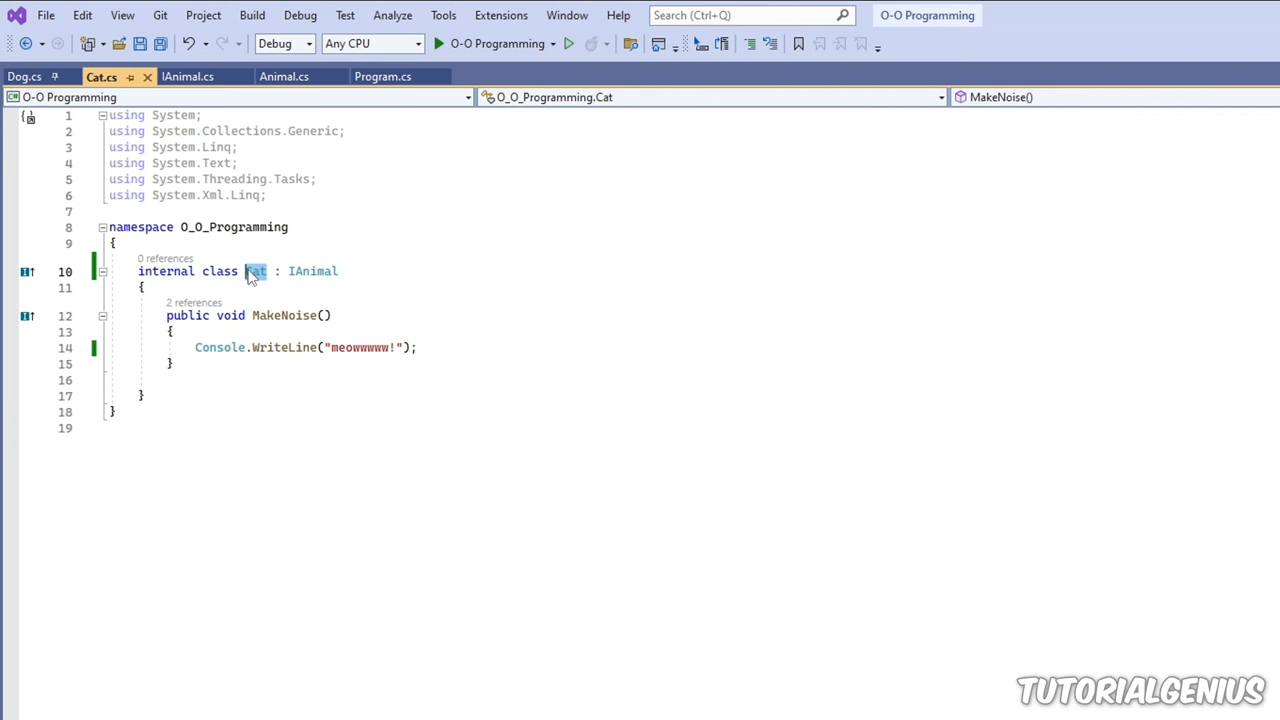 File Edit View Git Project Build Debug Test Analyze Tools Extensions Window Help Search (Ctrl+Q) O-O Programming
Debug Any CPU O-O Programming
Dog.cs Cat.cs IAnimal.cs Animal.cs Program.cs
O-O Programming O_O_Programming.Cat MakeNoise()
1 using System;
2 using System.Collections.Generic;
3 using System.Linq;
4 using System.Text;
5 using System.Threading.Tasks;
6 using System.Xml.Linq;
7
8 namespace O_O_Programming
9 {
0 references
10 internal class Cat : IAnimal
11 {
2 references
12 public void MakeNoise()
13 {
14 Console.WriteLine("meowwwww!");
15 }
16
17 }
18 }
19
TUTORIALGENIUS